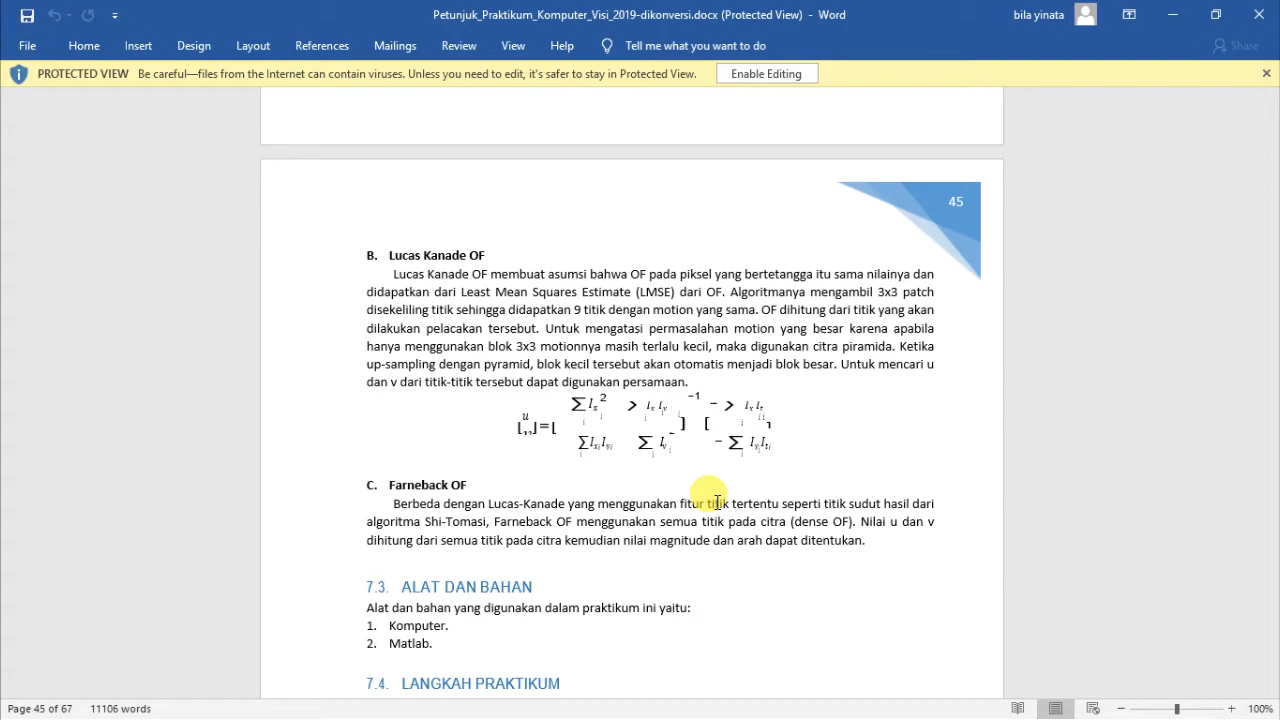 Petunjuk_Praktikum_Komputer_Visi_2019-dikonversi.docx (Protected View) - Word
bila yinata
File Home Insert Design Layout References Mailings Review View Help Tell me what you want to do Share
PROTECTED VIEW Be careful—files from the Internet can contain viruses. Unless you need to edit, it's safer to stay in Protected View. Enable Editing
45
B. Lucas Kanade OF
Lucas Kanade OF membuat asumsi bahwa OF pada piksel yang bertetangga itu sama nilainya dan
didapatkan dari Least Mean Squares Estimate (LMSE) dari OF. Algoritmanya mengambil 3x3 patch
disekeliling titik sehingga didapatkan 9 titik dengan motion yang sama. OF dihitung dari titik yang akan
dilakukan pelacakan tersebut. Untuk mengatasi permasalahan motion yang besar karena apabila
hanya menggunakan blok 3x3 motionnya masih terlalu kecil, maka digunakan citra piramida. Ketika
up-sampling dengan pyramid, blok kecil tersebut akan otomatis menjadi blok besar. Untuk mencari u
dan v dari titik-titik tersebut dapat digunakan persamaan.
C. Farneback OF
Berbeda dengan Lucas-Kanade yang menggunakan fitur titik tertentu seperti titik sudut hasil dari
algoritma Shi-Tomasi, Farneback OF menggunakan semua titik pada citra (dense OF). Nilai u dan v
dihitung dari semua titik pada citra kemudian nilai magnitude dan arah dapat ditentukan.
7.3. ALAT DAN BAHAN
Alat dan bahan yang digunakan dalam praktikum ini yaitu:
1. Komputer.
2. Matlab.
7.4. LANGKAH PRAKTIKUM
Page 45 of 67 11106 words
100%